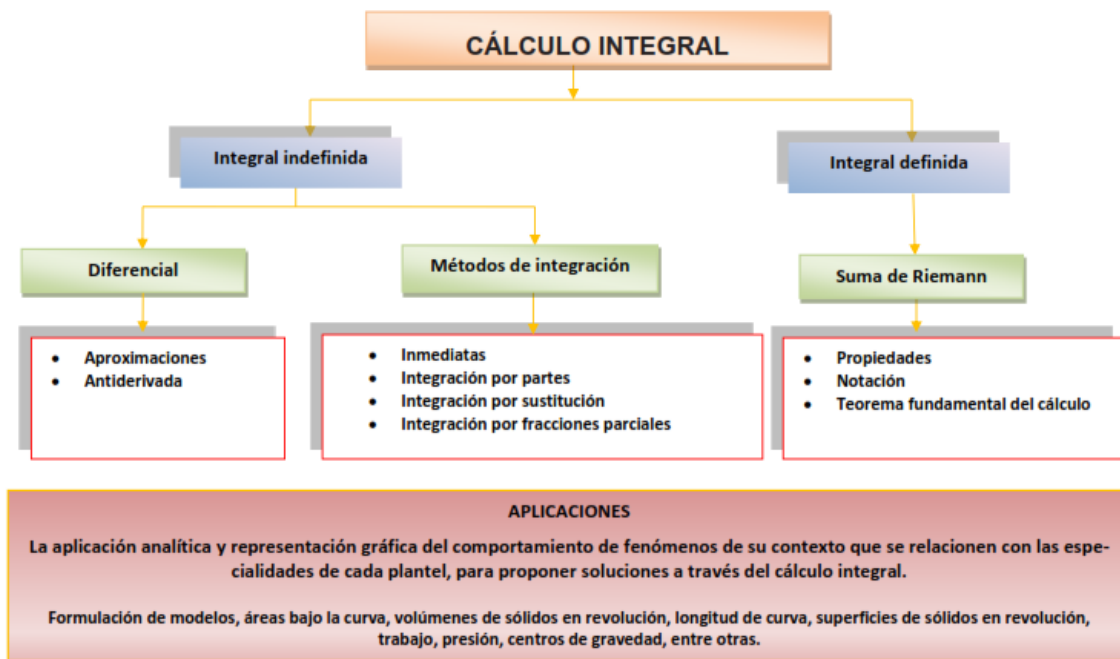 CÁLCULO INTEGRAL
Integral indefinida
Integral definida
Diferencial
Métodos de integración
Suma de Riemann
• Aproximaciones
• Antiderivada
• Inmediatas
• Integración por partes
• Integración por sustitución
• Integración por fracciones parciales
• Propiedades
• Notación
• Teorema fundamental del cálculo
APLICACIONES
La aplicación analítica y representación gráfica del comportamiento de fenómenos de su contexto que se relacionen con las espe-
cialidades de cada plantel, para proponer soluciones a través del cálculo integral.
Formulación de modelos, áreas bajo la curva, volúmenes de sólidos en revolución, longitud de curva, superficies de sólidos en revolución,
trabajo, presión, centros de gravedad, entre otras.